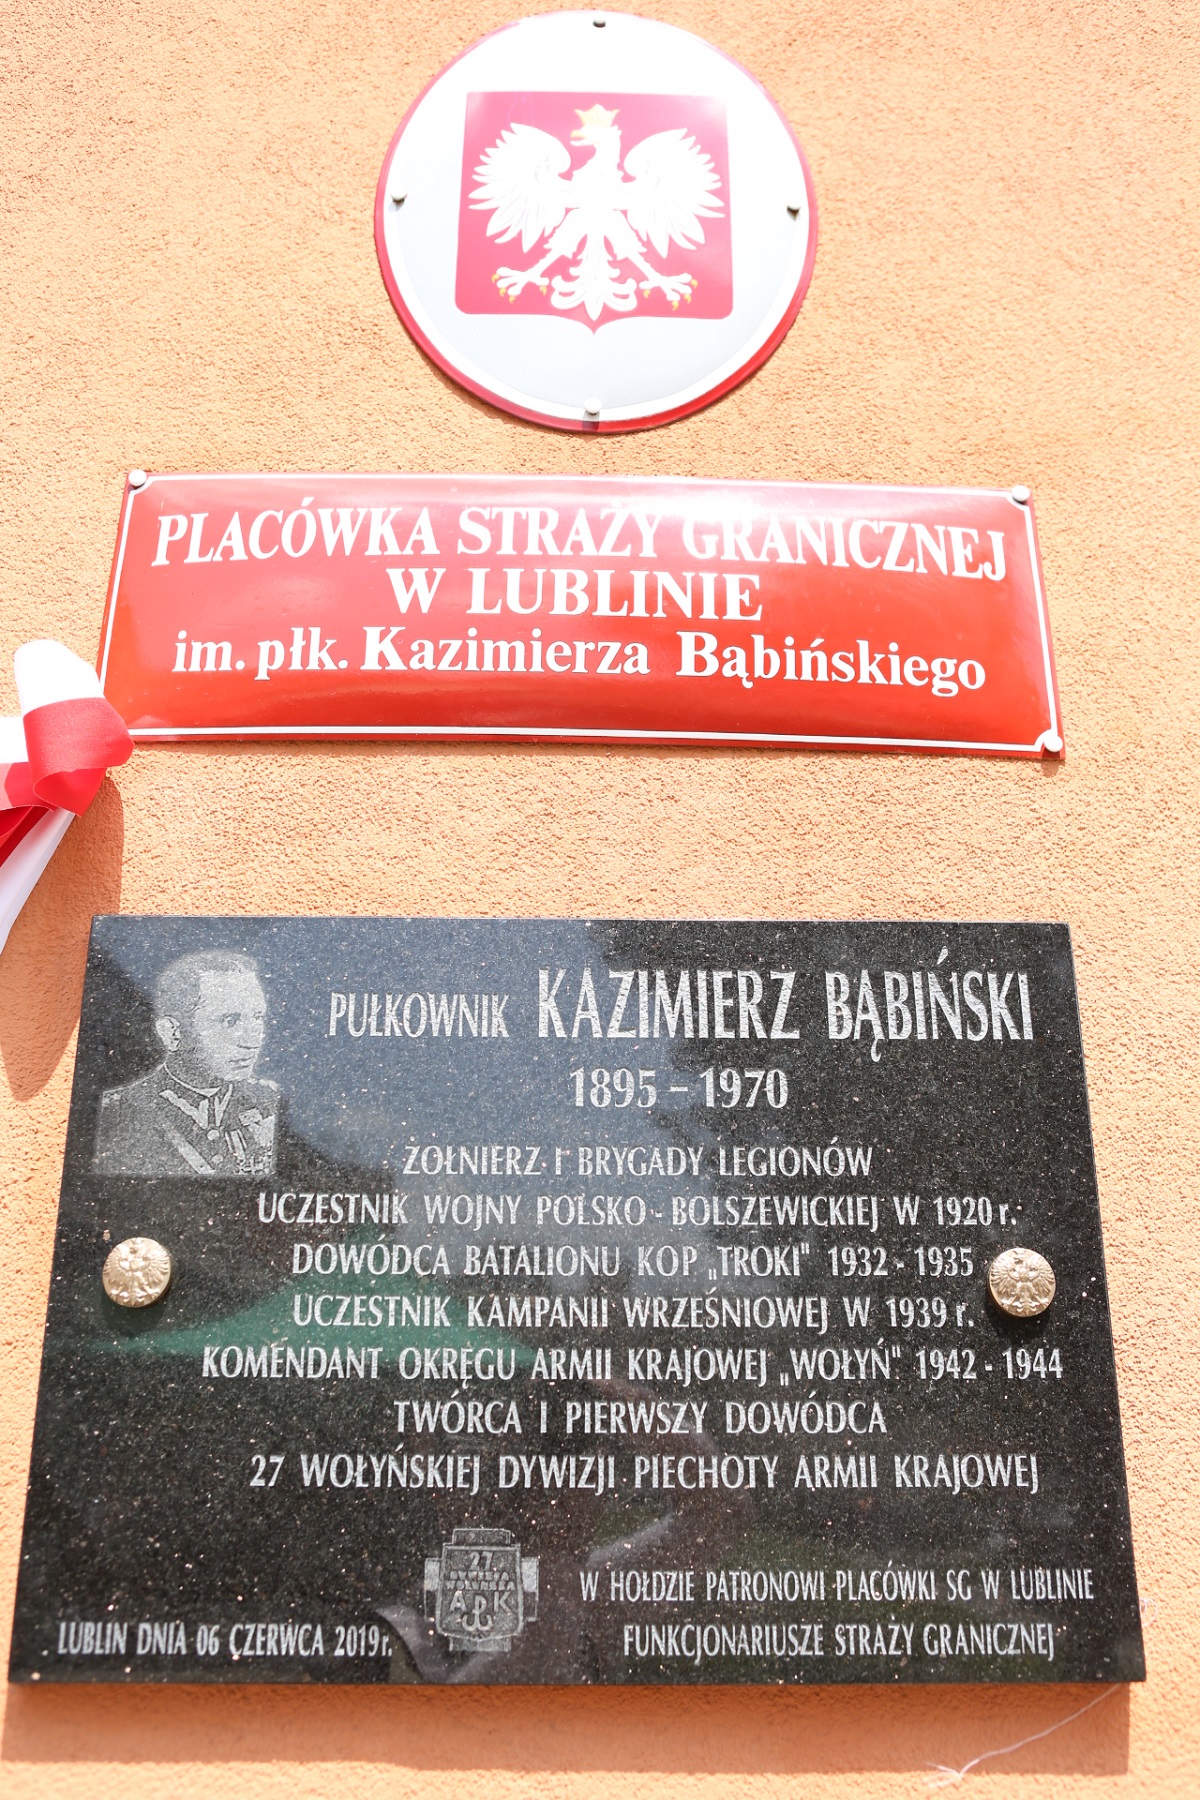 PLACÓWKA STRAŻY GRANICZNEJ
W LUBLINIE
im. płk. Kazimierza Bąbińskiego
PUŁKOWNIK KAZIMIERZ BĄBIŃSKI
1895 – 1970
ŻOŁNIERZ I BRYGADY LEGIONÓW
UCZESTNIK WOJNY POLSKO - BOLSZEWICKIEJ W 1920 r.
DOWÓDCA BATALIONU KOP „TROKI" 1932 - 1935
UCZESTNIK KAMPANII WRZEŚNIOWEJ W 1939 r.
KOMENDANT OKRĘGU ARMII KRAJOWEJ „WOŁYŃ" 1942 - 1944
TWÓRCA I PIERWSZY DOWÓDCA
27 WOŁYŃSKIEJ DYWIZJI PIECHOTY ARMII KRAJOWEJ
27
DYWIZJA
WOŁYŃSKA
A K
W HOŁDZIE PATRONOWI PLACÓWKI SG W LUBLINIE
FUNKCJONARIUSZE STRAŻY GRANICZNEJ
LUBLIN DNIA 06 CZERWCA 2019 r.